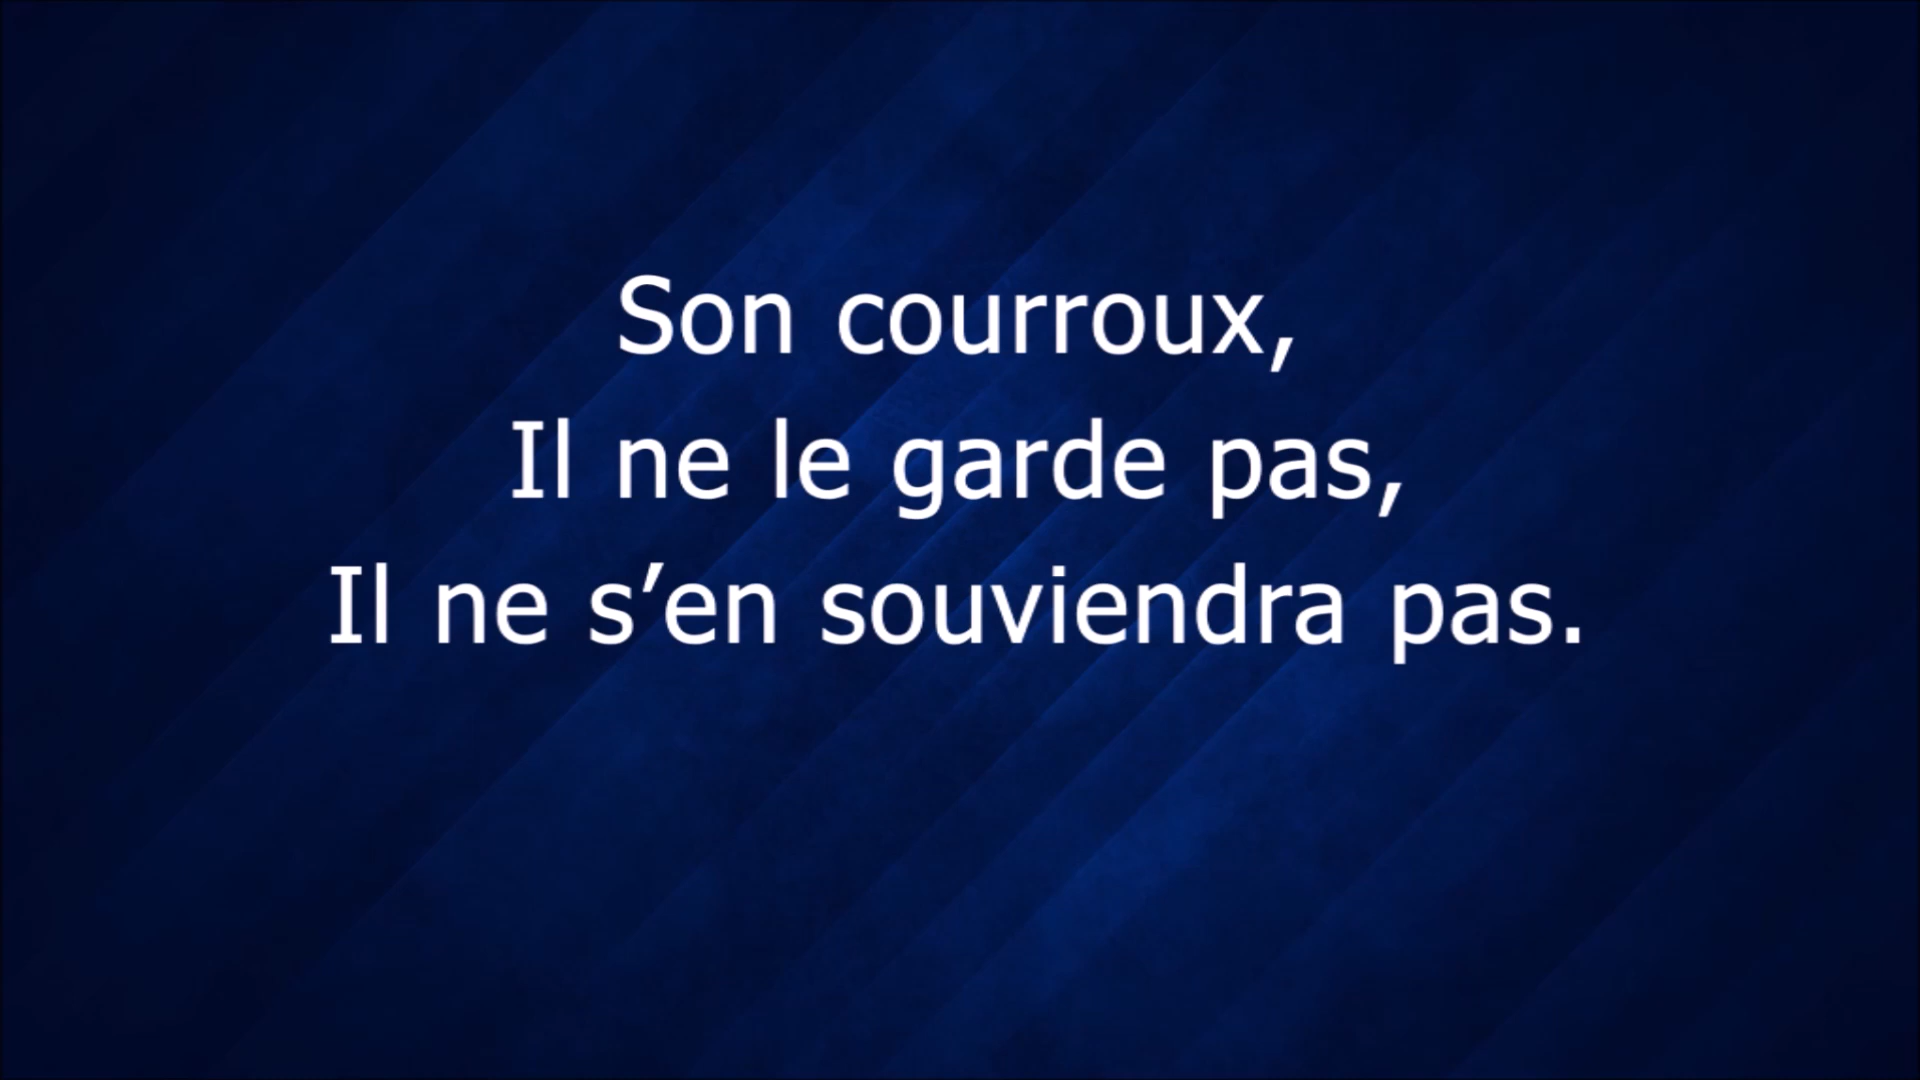 Son courroux,
Il ne le garde pas,
Il ne s’en souviendra pas.